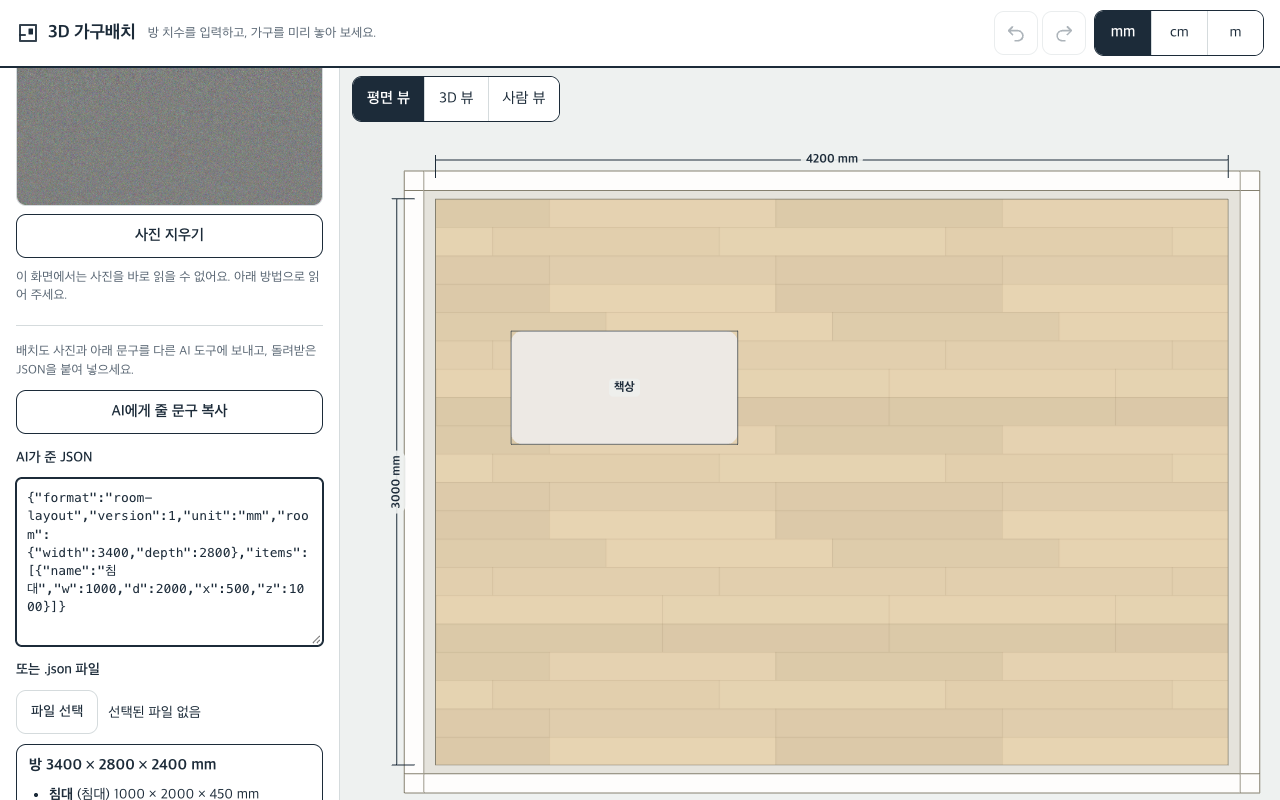 3D 가구배치
방 치수를 입력하고, 가구를 미리 놓아 보세요.
mm
cm
m
사진 지우기
이 화면에서는 사진을 바로 읽을 수 없어요. 아래 방법으로 읽
어 주세요.
배치도 사진과 아래 문구를 다른 AI 도구에 보내고, 돌려받은
JSON을 붙여 넣으세요.
AI에게 줄 문구 복사
AI가 준 JSON
{"format":"room-
layout","version":1,"unit":"mm","roo
m":
{"width":3400,"depth":2800},"items":
[{"name":"침
대","w":1000,"d":2000,"x":500,"z":10
00}]}
또는 .json 파일
파일 선택
선택된 파일 없음
방 3400 × 2800 × 2400 mm
• 침대 (침대) 1000 × 2000 × 450 mm
평면 뷰
3D 뷰
사람 뷰
4200 mm
3000 mm
책상